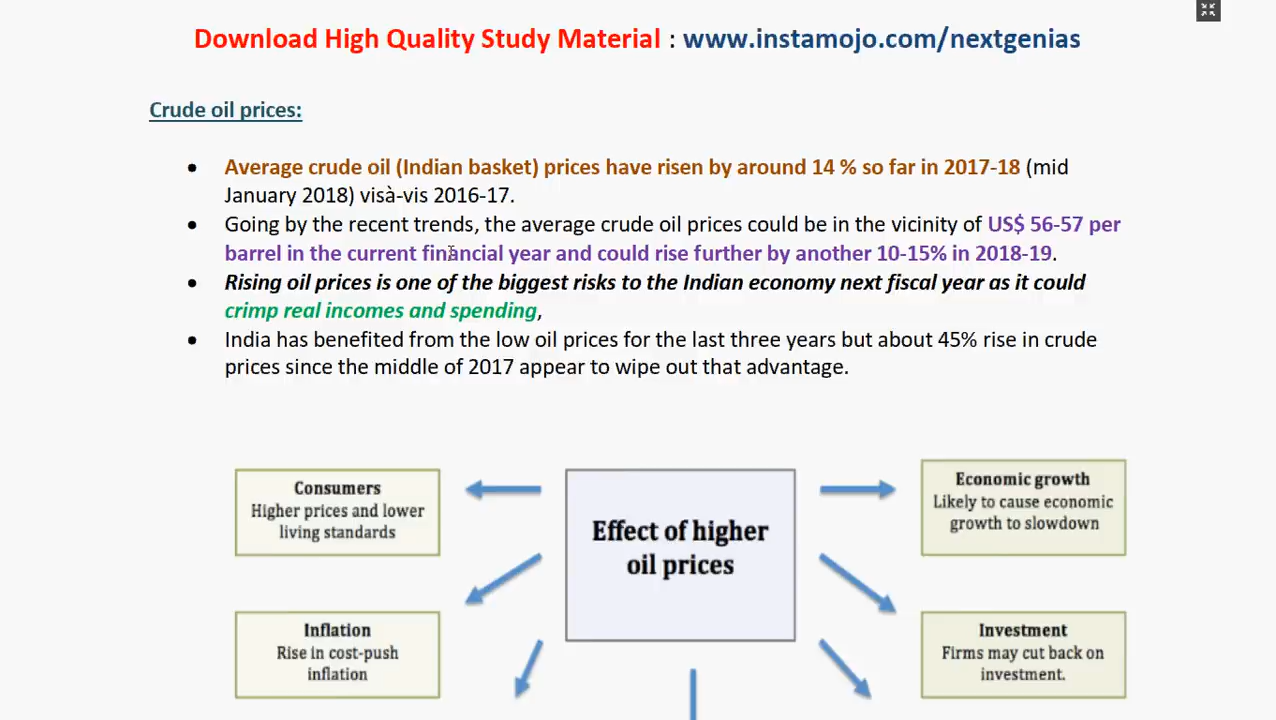 Download High Quality Study Material : www.instamojo.com/nextgenias
Crude oil prices:
• Average crude oil (Indian basket) prices have risen by around 14 % so far in 2017-18 (mid
January 2018) visà-vis 2016-17.
• Going by the recent trends, the average crude oil prices could be in the vicinity of US$ 56-57 per
barrel in the current financial year and could rise further by another 10-15% in 2018-19.
• Rising oil prices is one of the biggest risks to the Indian economy next fiscal year as it could
crimp real incomes and spending,
• India has benefited from the low oil prices for the last three years but about 45% rise in crude
prices since the middle of 2017 appear to wipe out that advantage.
Consumers
Higher prices and lower
living standards
Effect of higher
oil prices
Economic growth
Likely to cause economic
growth to slowdown
Inflation
Rise in cost-push
inflation
Investment
Firms may cut back on
investment.